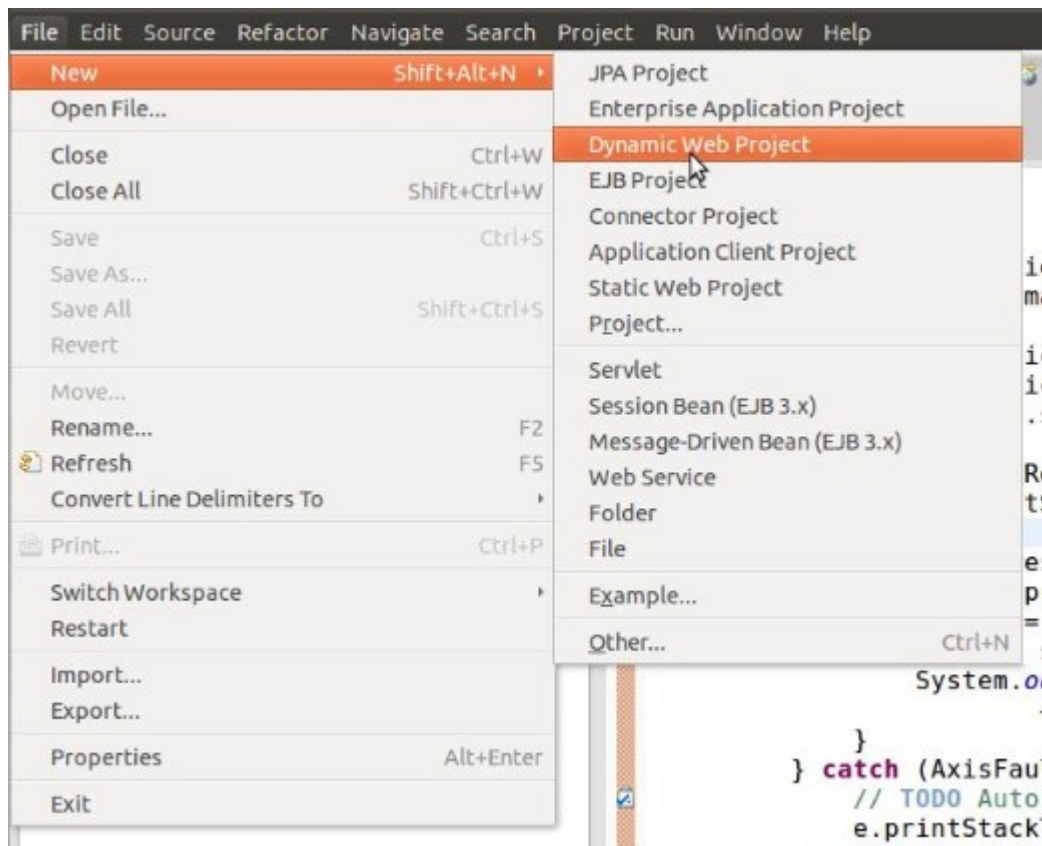 File Edit Source Refactor Navigate Search Project Run Window Help
New Shift+Alt+N
Open File...
Close Ctrl+W
Close All Shift+Ctrl+W
Save Ctrl+S
Save As...
Save All Shift+Ctrl+S
Revert
Move...
Rename... F2
Refresh F5
Convert Line Delimiters To
Print... Ctrl+P
Switch Workspace
Restart
Import...
Export...
Properties Alt+Enter
Exit
JPA Project
Enterprise Application Project
Dynamic Web Project
EJB Project
Connector Project
Application Client Project
Static Web Project
Project...
Servlet
Session Bean (EJB 3.x)
Message-Driven Bean (EJB 3.x)
Web Service
Folder
File
Example...
Other... Ctrl+N
System.
}
} catch (AxisFau
// TODO Auto
e.printStack